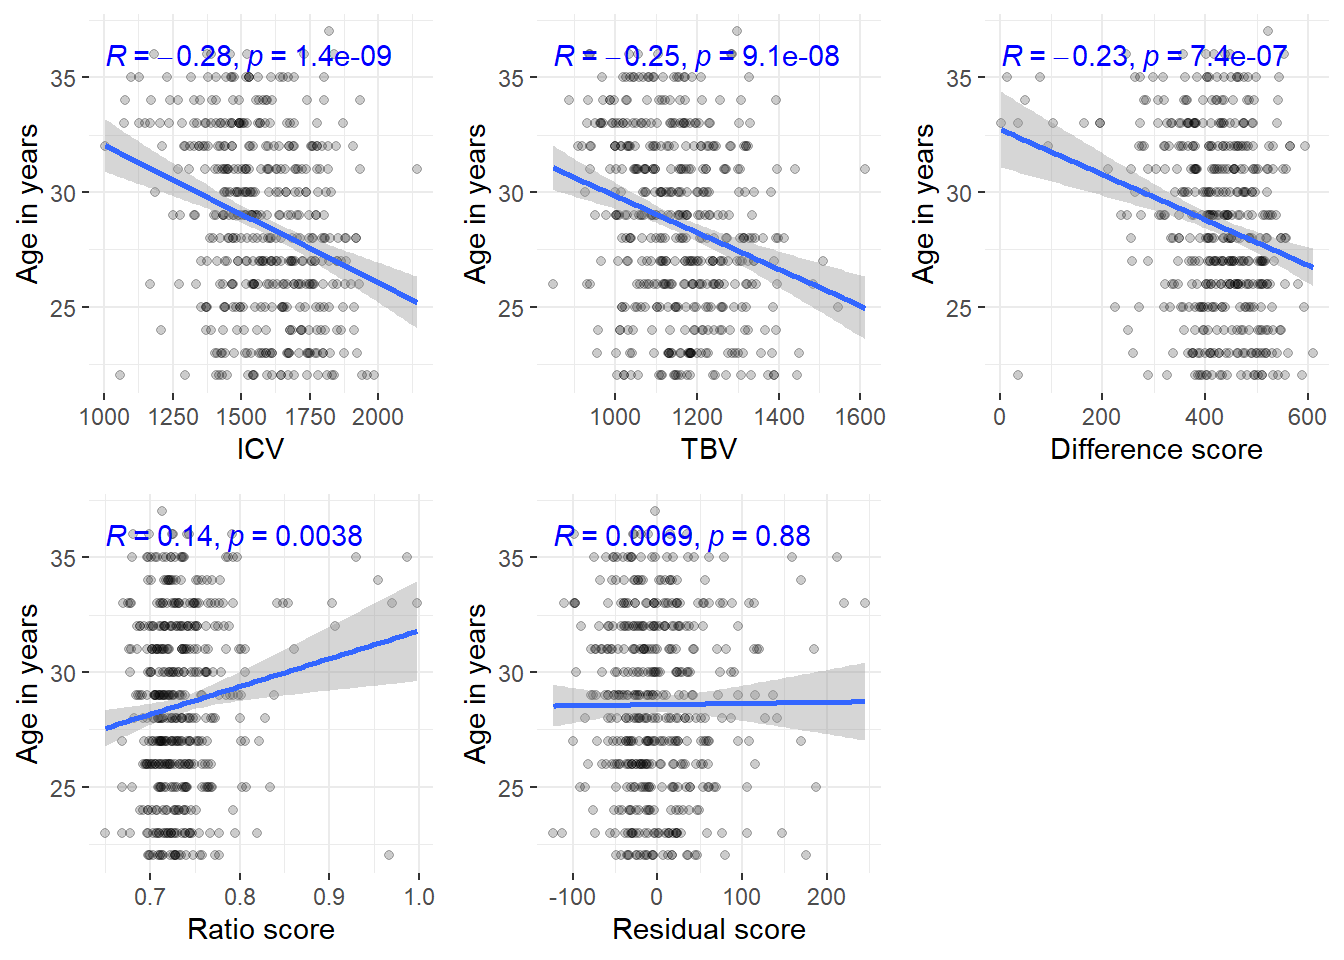 R = −0.28, p = 1.4e-09
35
30
25
Age in years
1000 1250 1500 1750 2000
ICV
R = −0.25, p = 9.1e-08
35
30
25
Age in years
1000 1200 1400 1600
TBV
R = −0.23, p = 7.4e-07
35
30
25
Age in years
0 200 400 600
Difference score
R = 0.14, p = 0.0038
35
30
25
Age in years
0.7 0.8 0.9 1.0
Ratio score
R = 0.0069, p = 0.88
35
30
25
Age in years
-100 0 100 200
Residual score